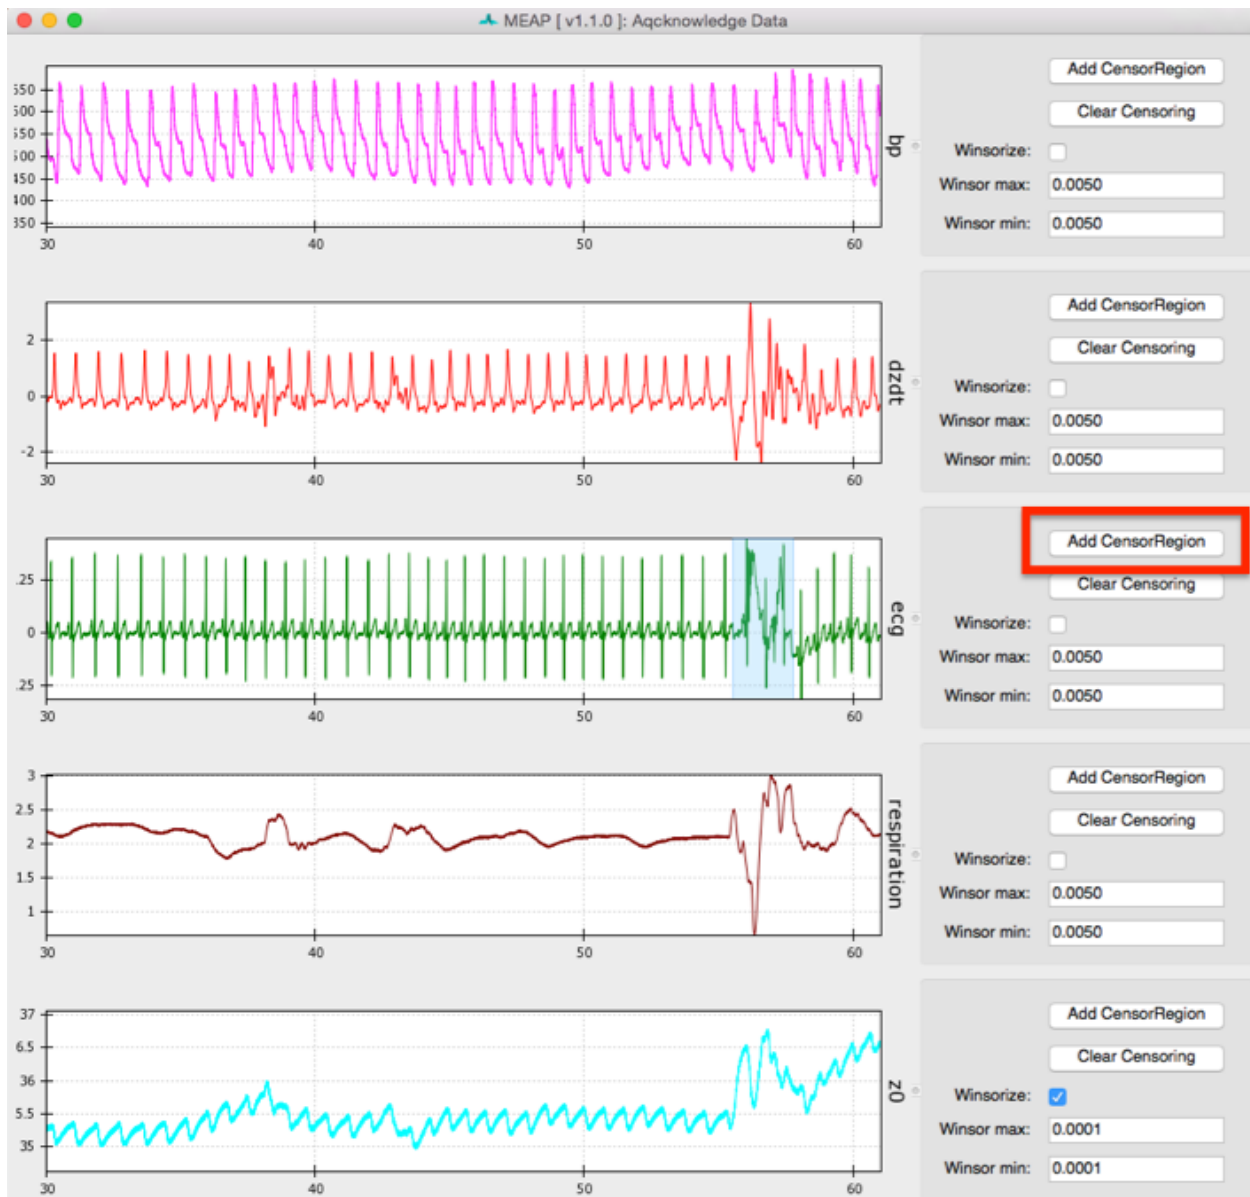 MEAP [ v1.1.0 ]: Aqcknowledge Data
550
500
550
500
450
400
350
30 40 50 60
bp
Add CensorRegion
Clear Censoring
Winsorize:
Winsor max: 0.0050
Winsor min: 0.0050
2
0
-2
30 40 50 60
dzdt
Add CensorRegion
Clear Censoring
Winsorize:
Winsor max: 0.0050
Winsor min: 0.0050
.25
0
.25
30 40 50 60
ecg
Add CensorRegion
Clear Censoring
Winsorize:
Winsor max: 0.0050
Winsor min: 0.0050
3
2.5
2
1.5
1
30 40 50 60
respiration
Add CensorRegion
Clear Censoring
Winsorize:
Winsor max: 0.0050
Winsor min: 0.0050
37
6.5
36
5.5
35
30 40 50 60
z0
Add CensorRegion
Clear Censoring
Winsorize:
Winsor max: 0.0001
Winsor min: 0.0001